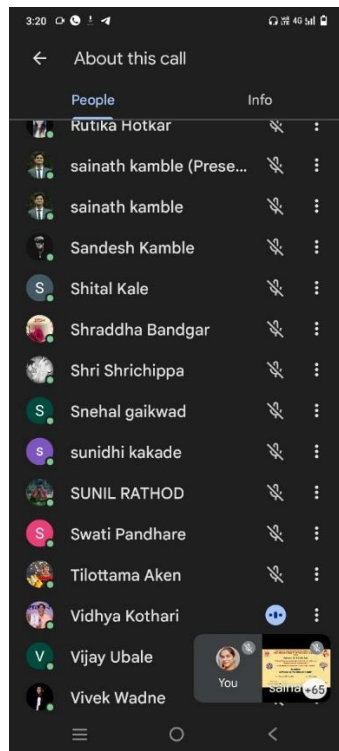 3:20
4G
About this call
People
Info
Rutika Hotkar
sainath kamble (Prese...
sainath kamble
Sandesh Kamble
S
Shital Kale
Shraddha Bandgar
Shri Shrichippa
S
Snehal gaikwad
s
sunidhi kakade
SUNIL RATHOD
S
Swati Pandhare
Tilottama Aken
Vidhya Kothari
V
Vijay Ubale
You
saina
+65
Vivek Wadne